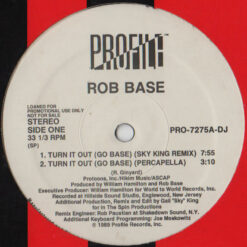 PROFILE
ROB BASE
LOANED FOR
PROMOTIONAL USE ONLY
NOT FOR SALE
STEREO
SIDE ONE
33 1/3 RPM
(SP)
PRO-7275A-DJ
1. TURN IT OUT (GO BASE) (SKY KING REMIX) 7:55
2. TURN IT OUT (GO BASE) (PERCAPELLA) 3:10
(R. Ginyard)
Protoons, Inc./Hikim Music/ASCAP
Produced by William Hamilton and Rob Base
Executive Producer: William Hamilton for World to World Records, Inc.
Recorded at Hillside Sound Studio, Englewood, New Jersey
Additional Production, Remix and Edit by Gail "Sky" King
for In The Spin Productions
Remix Engineer: Rob Paustian at Shakedown Sound, N.Y.
Additional Keyboard Programming: Joe Moskowitz
℗ 1989 Profile Records, Inc.